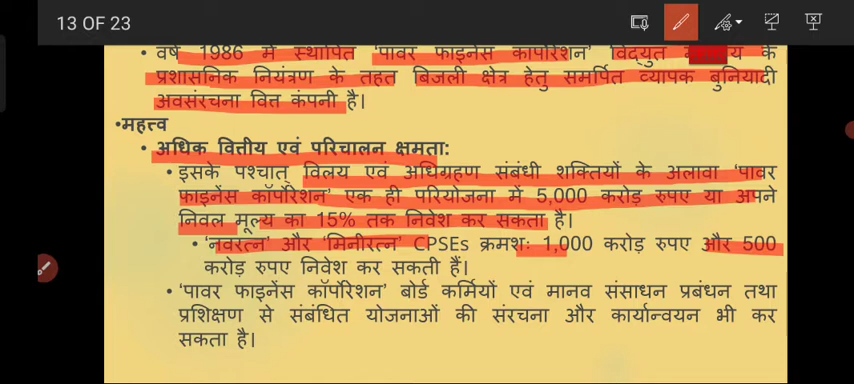 13 OF 23
• वर्ष 1986 में स्थापित 'पावर फाइनेंस कॉर्पोरेशन' विद्युत के
प्रशासनिक नियंत्रण के तहत बिजली क्षेत्र हेतु समर्पित व्यापक बुनियादी
अवसंरचना वित्त कंपनी है।
•महत्त्व
• अधिक वित्तीय एवं परिचालन क्षमता:
• इसके पश्चात् विलय एवं अधिग्रहण संबंधी शक्तियों के अलावा 'पावर
फाइनेंस कॉर्पोरेशन' एक ही परियोजना में 5,000 करोड़ रुपए या अपने
निवल मूल्य का 15% तक निवेश कर सकता है।
• 'नवरत्न' और 'मिनीरत्न' CPSEs क्रमशः 1,000 करोड़ रुपए और 500
करोड़ रुपए निवेश कर सकती हैं।
• 'पावर फाइनेंस कॉर्पोरेशन' बोर्ड कर्मियों एवं मानव संसाधन प्रबंधन तथा
प्रशिक्षण से संबंधित योजनाओं की संरचना और कार्यान्वयन भी कर
सकता है।